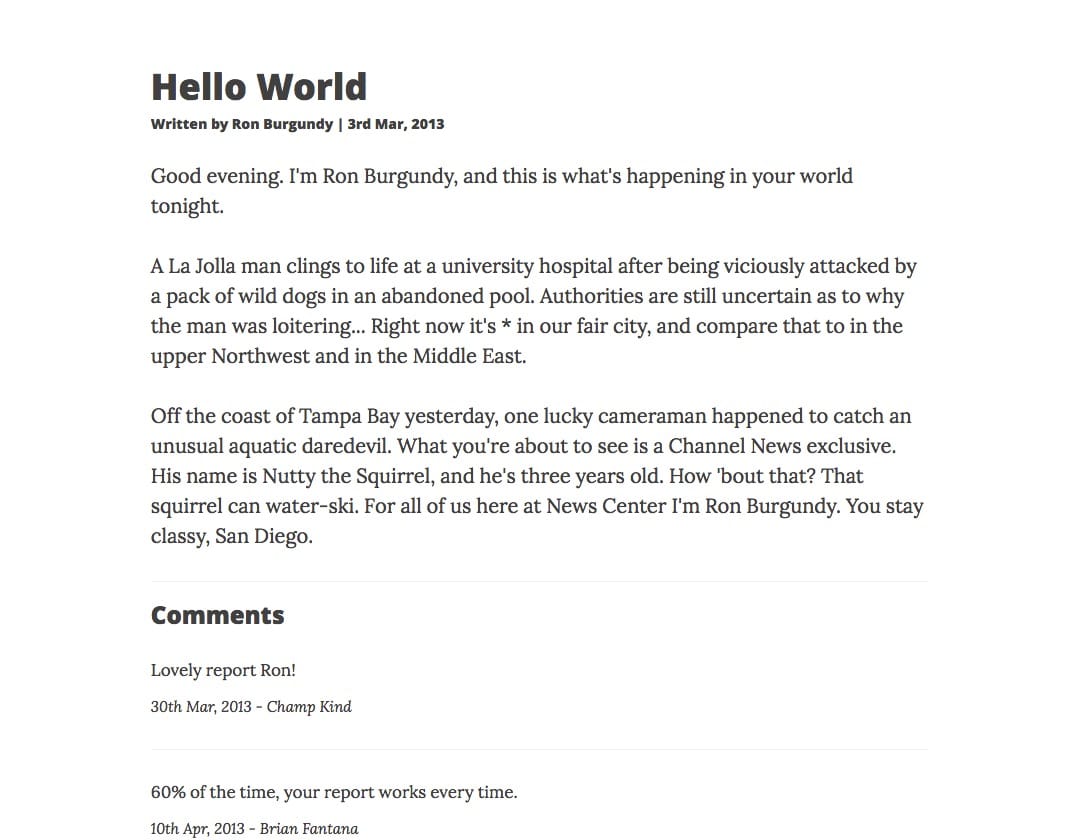 Hello World
Written by Ron Burgundy | 3rd Mar, 2013
Good evening. I'm Ron Burgundy, and this is what's happening in your world
tonight.
A La Jolla man clings to life at a university hospital after being viciously attacked by
a pack of wild dogs in an abandoned pool. Authorities are still uncertain as to why
the man was loitering... Right now it's * in our fair city, and compare that to in the
upper Northwest and in the Middle East.
Off the coast of Tampa Bay yesterday, one lucky cameraman happened to catch an
unusual aquatic daredevil. What you're about to see is a Channel News exclusive.
His name is Nutty the Squirrel, and he's three years old. How 'bout that? That
squirrel can water-ski. For all of us here at News Center I'm Ron Burgundy. You stay
classy, San Diego.
Comments
Lovely report Ron!
30th Mar, 2013 - Champ Kind
60% of the time, your report works every time.
10th Apr, 2013 - Brian Fantana